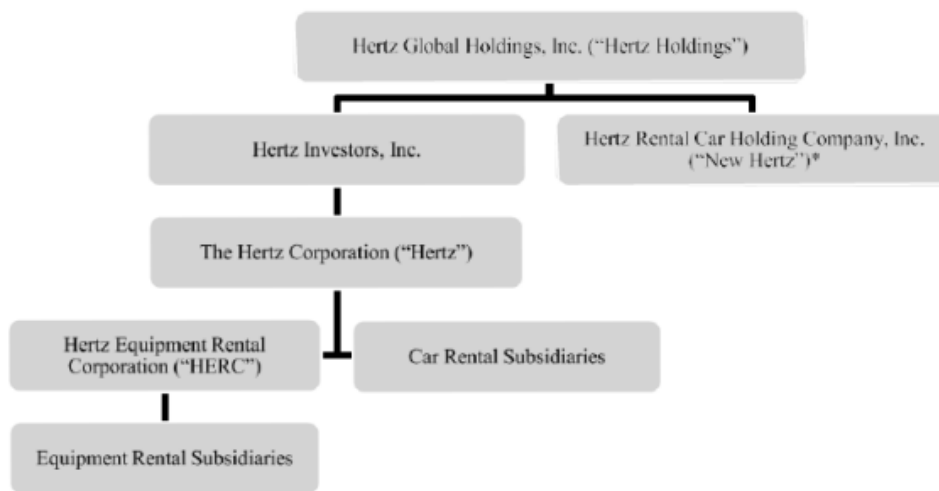 Hertz Global Holdings, Inc. (“Hertz Holdings”)
Hertz Investors, Inc.
Hertz Rental Car Holding Company, Inc.
(“New Hertz”)*
The Hertz Corporation (“Hertz”)
Hertz Equipment Rental
Corporation (“HERC”)
Car Rental Subsidiaries
Equipment Rental Subsidiaries